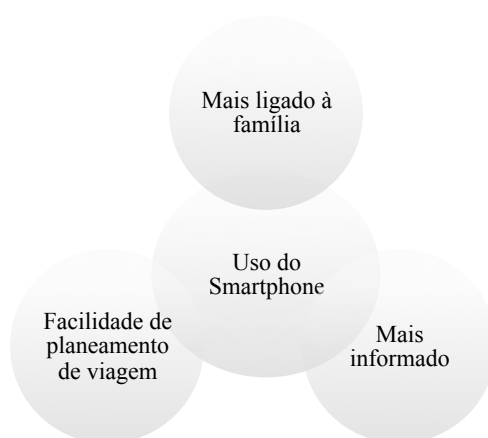 Mais ligado à
família
Uso do
Smartphone
Facilidade de
planeamento
de viagem
Mais
informado